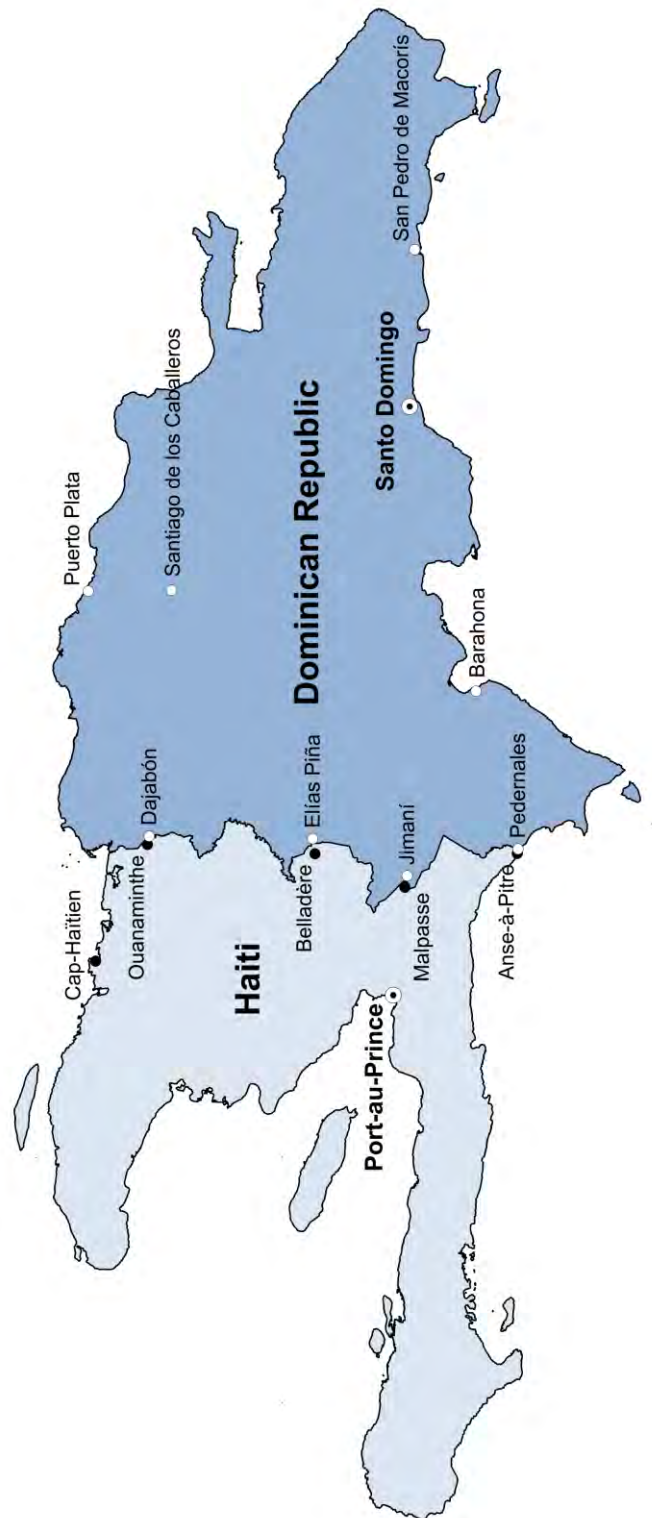 Cap-Haïtien
Puerto Plata
Ouanaminthe
Dajabón
Santiago de los Caballeros
Haiti
Belladère
Elías Piña
Dominican Republic
Port-au-Prince
Malpasse
Jimaní
Santo Domingo
San Pedro de Macorís
Anse-à-Pitre
Pedernales
Barahona